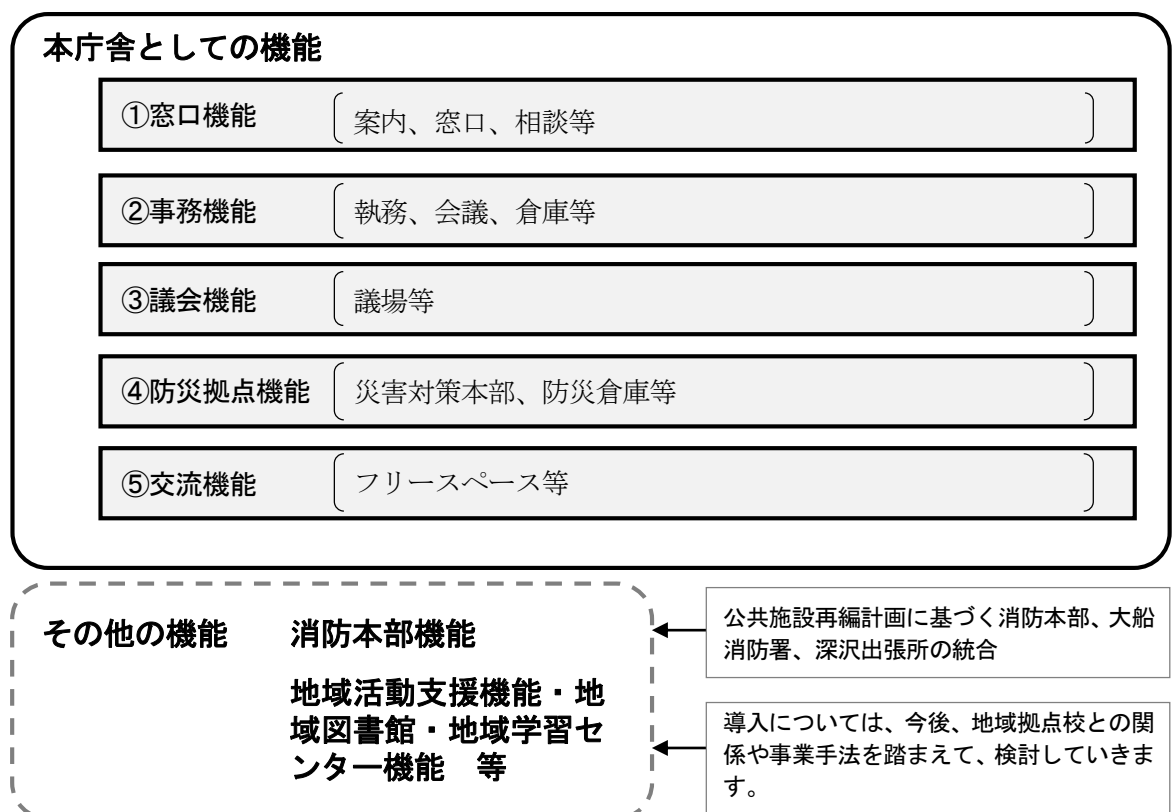 本庁舎としての機能
①窓口機能 案内、窓口、相談等
②事務機能 執務、会議、倉庫等
③議会機能 議場等
④防災拠点機能 災害対策本部、防災倉庫等
⑤交流機能 フリースペース等
その他の機能 消防本部機能
地域活動支援機能・地
域図書館・地域学習セ
ンター機能 等
公共施設再編計画に基づく消防本部、大船
消防署、深沢出張所の統合
導入については、今後、地域拠点校との関
係や事業手法を踏まえて、検討していきま
す。